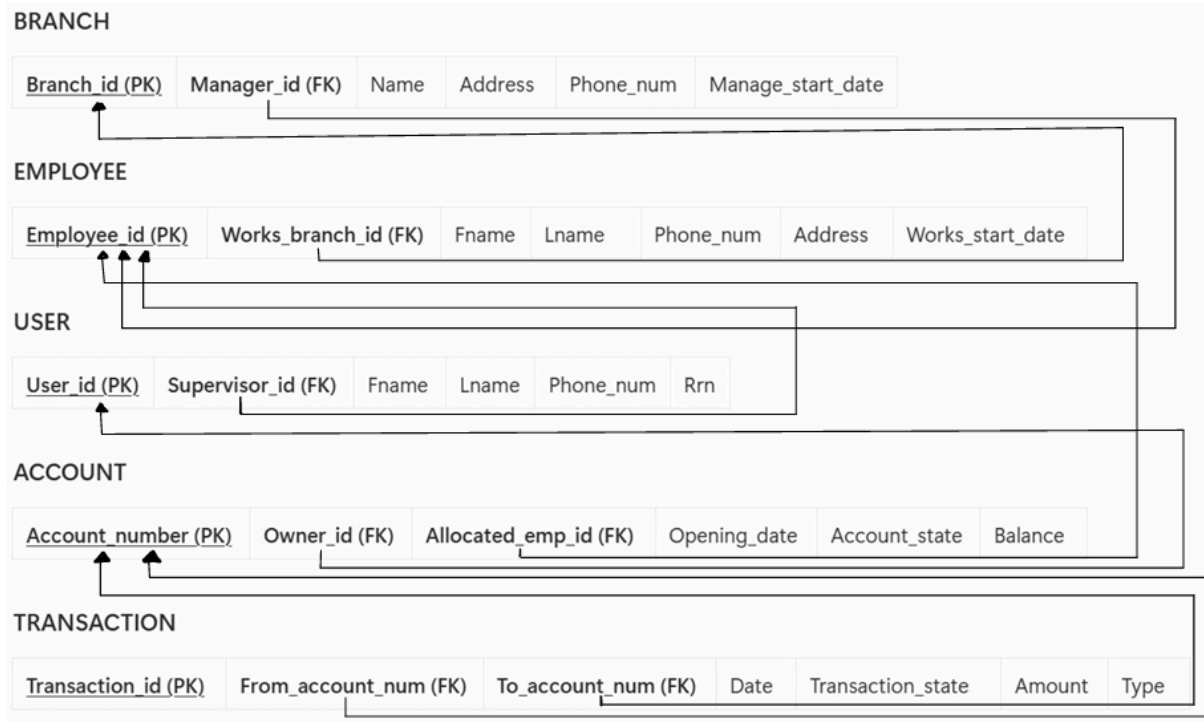 BRANCH
Branch_id (PK) Manager_id (FK) Name Address Phone_num Manage_start_date
EMPLOYEE
Employee_id (PK) Works_branch_id (FK) Fname Lname Phone_num Address Works_start_date
USER
User_id (PK) Supervisor_id (FK) Fname Lname Phone_num Rrn
ACCOUNT
Account_number (PK) Owner_id (FK) Allocated_emp_id (FK) Opening_date Account_state Balance
TRANSACTION
Transaction_id (PK) From_account_num (FK) To_account_num (FK) Date Transaction_state Amount Type